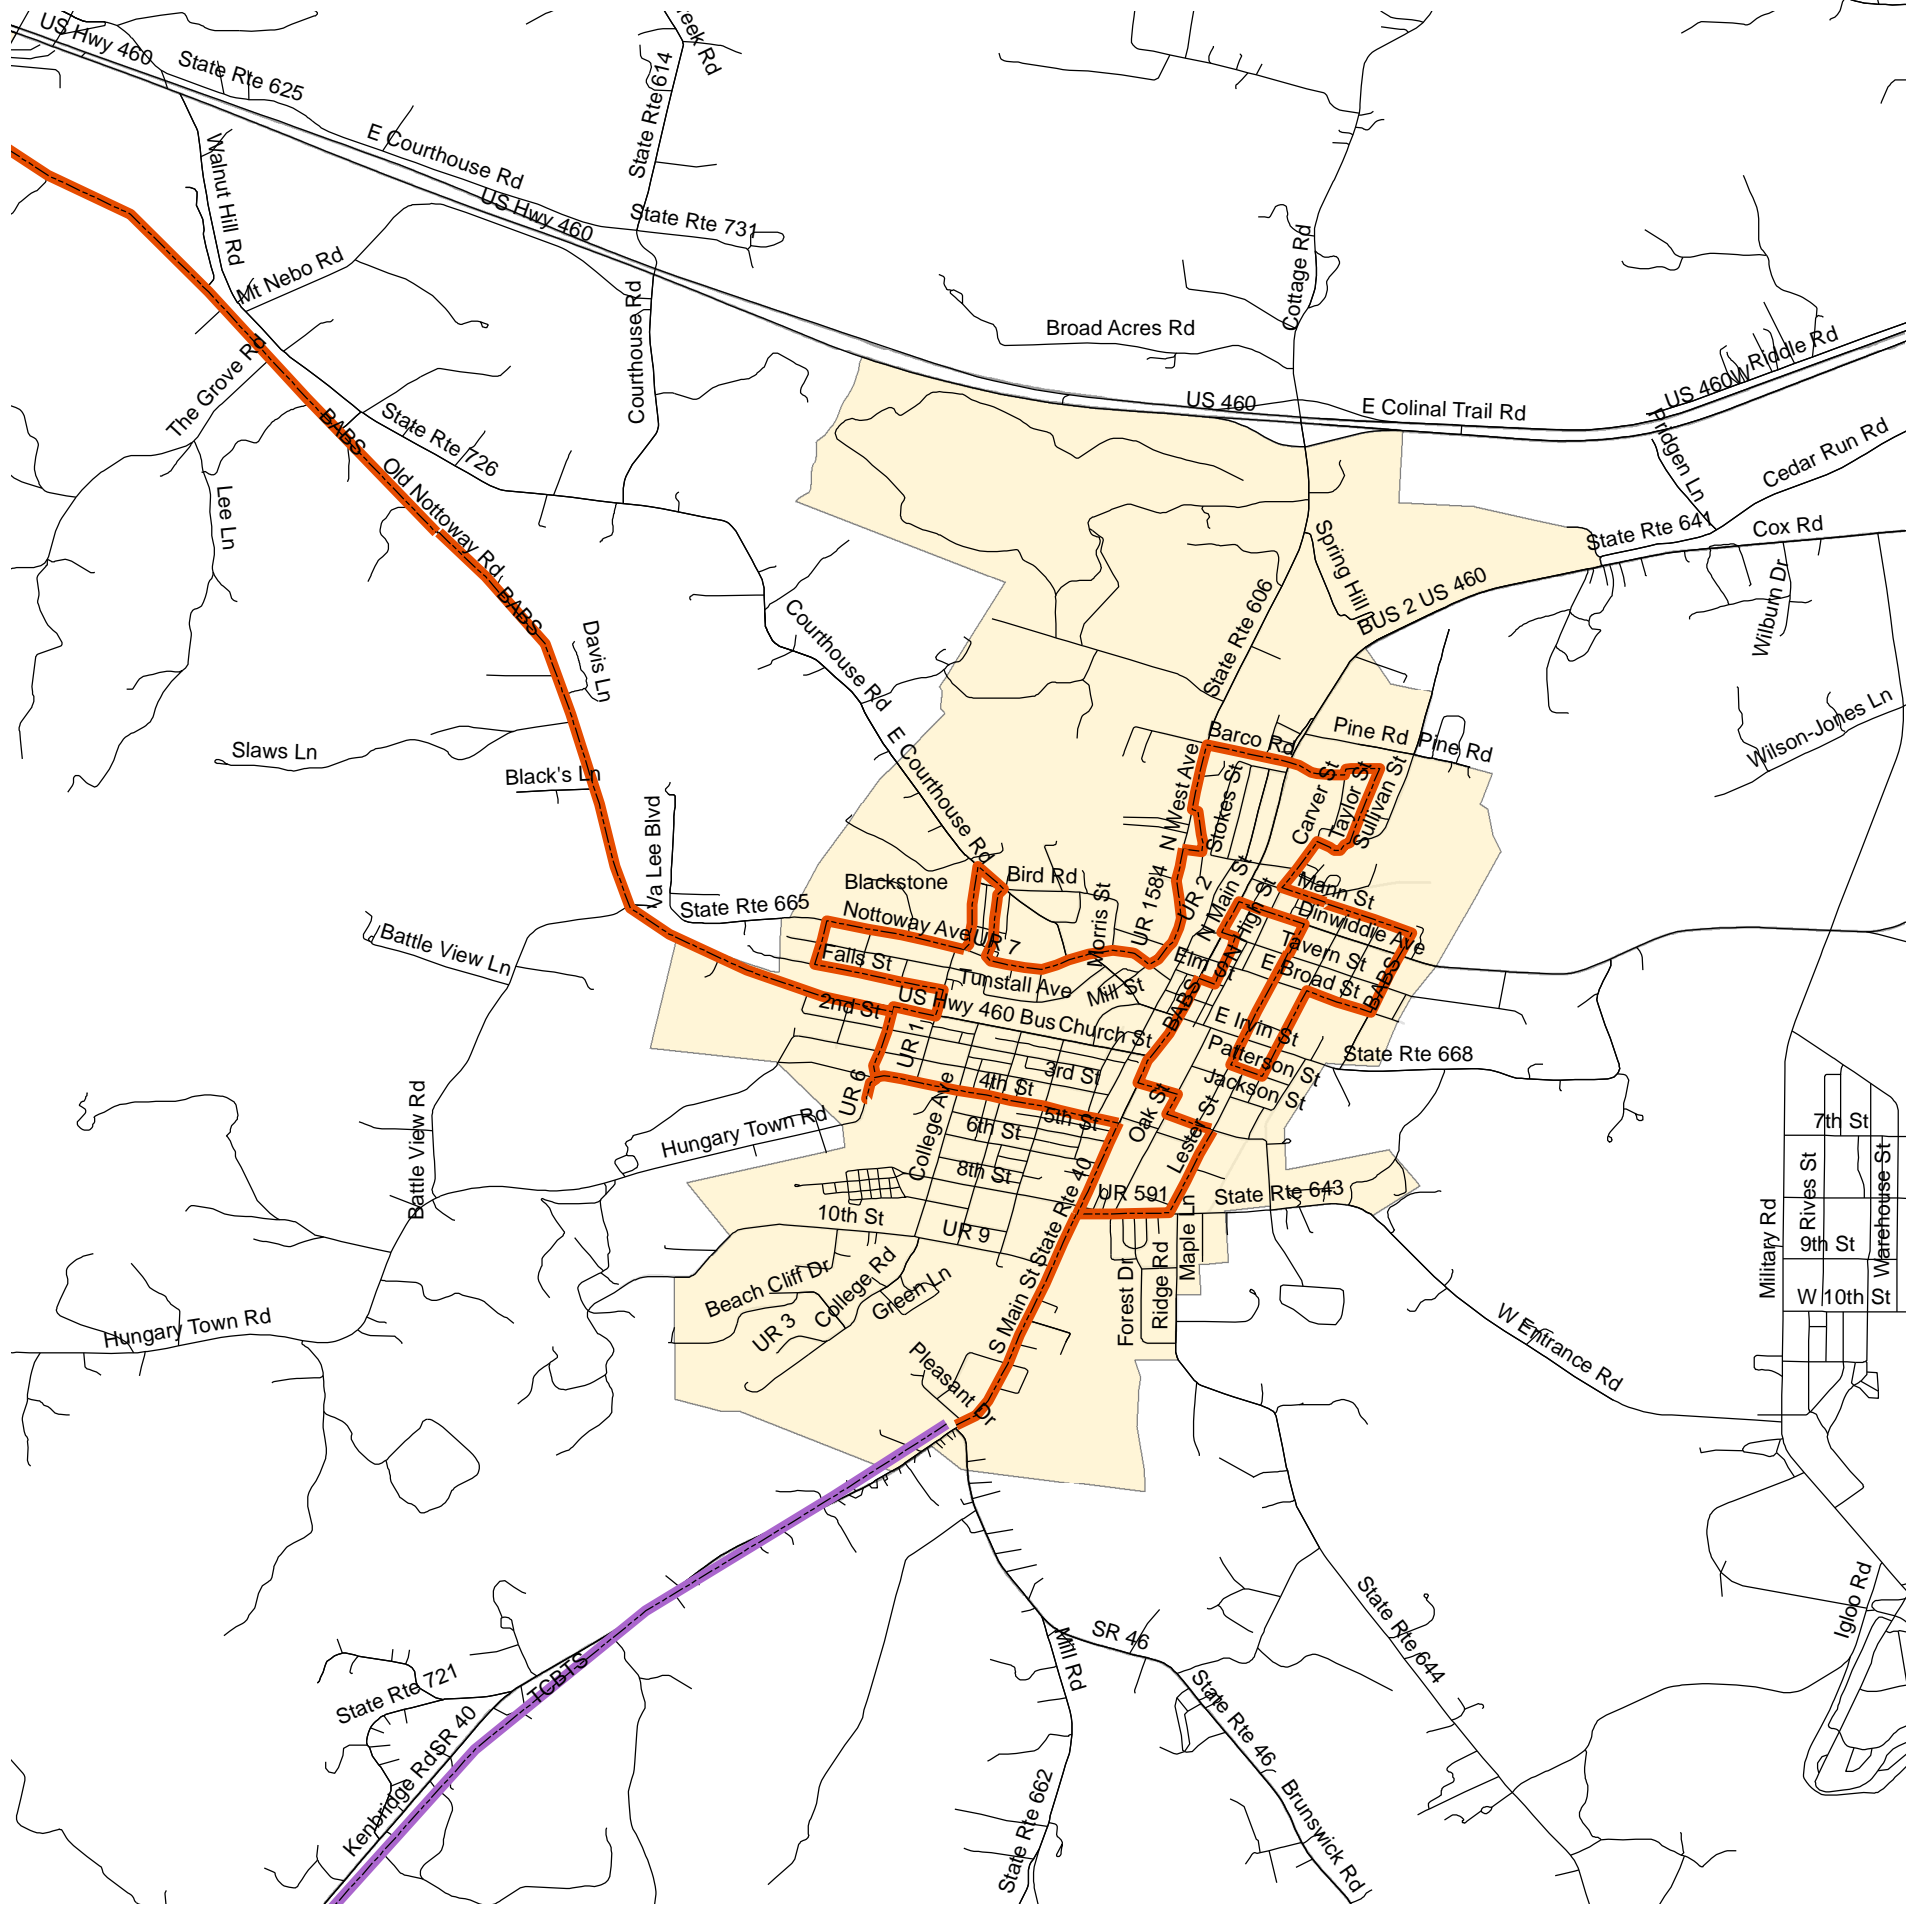 US Hwy 460
State Rte 625
eek Rd
State Rte 614
E Courthouse Rd
Walnut Hill Rd
US Hwy 460
State Rte 731
Mt Nebo Rd
Cottage Rd
Courthouse Rd
Broad Acres Rd
The Grove Rd
Riddle Rd
US 460W
US 460
E Colinal Trail Rd
BABS
State Rte 726
Pridgen Ln
Cedar Run Rd
Old Nottoway Rd
Lee Ln
State Rte 641
Cox Rd
Spring Hill
BABS
BUS 2 US 460
Wilburn Dr
Davis Ln
Courthouse Rd
State Rte 606
Slaws Ln
Black's Ln
E Courthouse Rd
Barco Rd
Pine Rd
Pine Rd
Wilson-Jones Ln
N West Ave
Stokes St
Carver St
Taylor St
Sullivan St
Va Lee Blvd
Blackstone
Bird Rd
State Rte 665
Nottoway Ave
UR 7
Morris St
UR 1584
UR 2
N Main St
N High St
Mann St
Dinwiddie Ave
Battle View Ln
Falls St
Tunstall Ave
Mill St
Elm St
Tavern St
E Broad St
BABS
2nd St
US Hwy 460 Bus
Church St
BABS
E Irvin St
UR 1
Patterson St
State Rte 668
UR 6
4th St
3rd St
Jackson St
Battle View Rd
Hungary Town Rd
College Ave
5th St
6th St
Oak St
Lester St
7th St
8th St
UR 591
State Rte 643
Rives St
Warehouse St
10th St
UR 9
State Rte 40
Maple Ln
Military Rd
9th St
Beach Cliff Dr
College Rd
Green Ln
S Main St
Forest Dr
Ridge Rd
W 10th St
Hungary Town Rd
UR 3
W Entrance Rd
Pleasant Dr
Igloo Rd
State Rte 644
SR 46
Mill Rd
State Rte 721
TCBTS
SR 40
Kenbridge Rd
State Rte 46
State Rte 662
Brunswick Rd